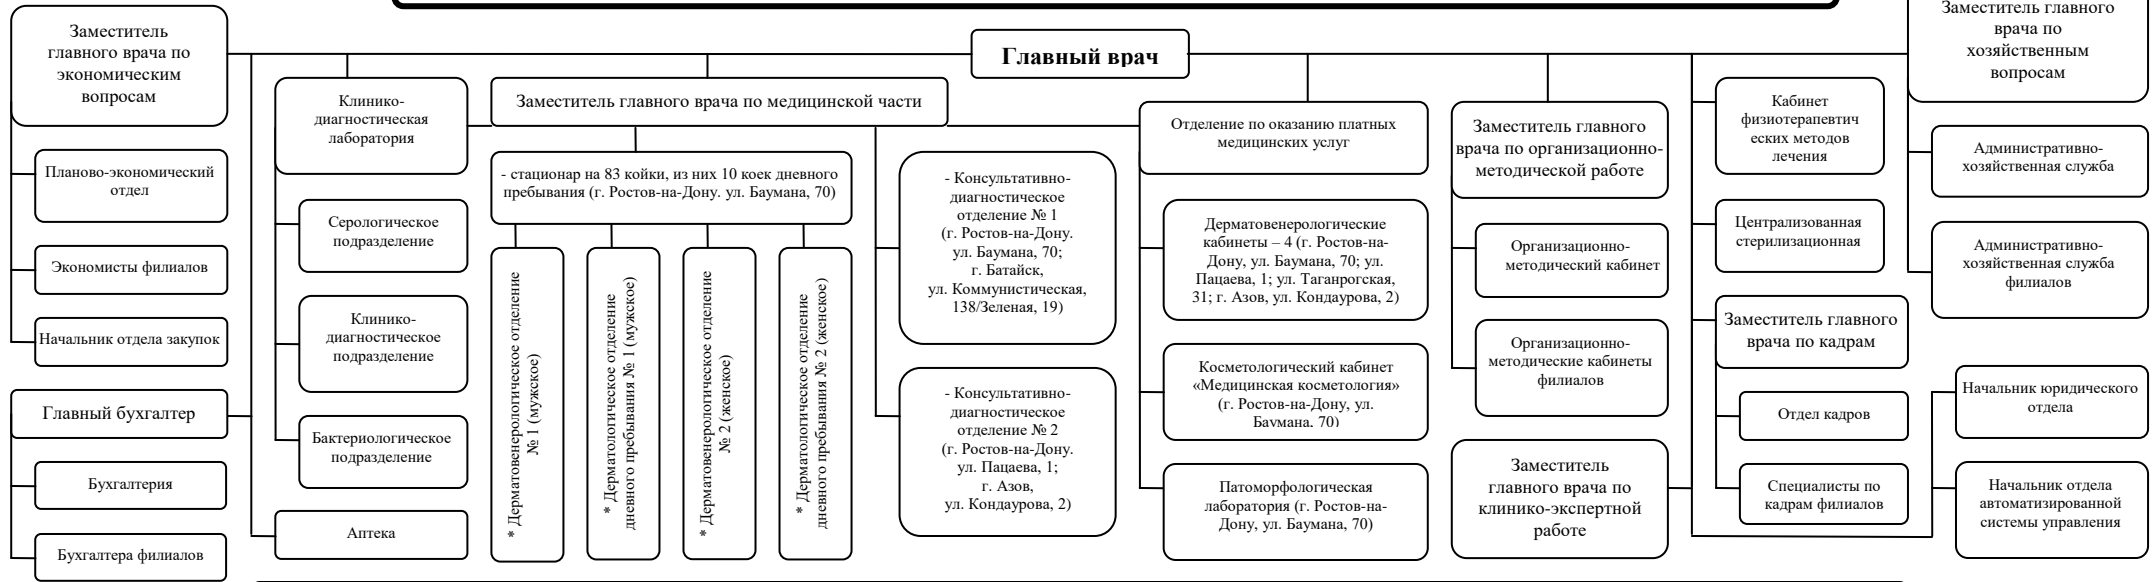 Главный врач
Заместитель
главного врача по
экономическим
вопросам
Планово-экономический
отдел
Экономисты филиалов
Начальник отдела закупок
Главный бухгалтер
Бухгалтерия
Бухгалтера филиалов
Клинико-
диагностическая
лаборатория
Серологическое
подразделение
Клинико-
диагностическое
подразделение
Бактериологическое
подразделение
Аптека
Заместитель главного врача по медицинской части
- стационар на 83 койки, из них 10 коек дневного
пребывания (г. Ростов-на-Дону. ул. Баумана, 70)
* Дерматовенерологическое отделение
№ 1 (мужское)
* Дерматологическое отделение
дневного пребывания № 1 (мужское)
* Дерматовенерологическое отделение
№ 2 (женское)
* Дерматологическое отделение
дневного пребывания № 2 (женское)
- Консультативно-
диагностическое
отделение № 1
(г. Ростов-на-Дону.
ул. Баумана, 70;
г. Батайск,
ул. Коммунистическая,
138/Зеленая, 19)
- Консультативно-
диагностическое
отделение № 2
(г. Ростов-на-Дону.
ул. Пацаева, 1;
г. Азов,
ул. Кондаурова, 2)
Отделение по оказанию платных
медицинских услуг
Дерматовенерологические
кабинеты – 4 (г. Ростов-на-
Дону, ул. Баумана, 70; ул.
Пацаева, 1; ул. Таганрогская,
31; г. Азов, ул. Кондаурова, 2)
Косметологический кабинет
«Медицинская косметология»
(г. Ростов-на-Дону, ул.
Баумана, 70)
Патоморфологическая
лаборатория (г. Ростов-на-
Дону, ул. Баумана, 70)
Заместитель главного
врача по организационно-
методической работе
Организационно-
методический кабинет
Организационно-
методические кабинеты
филиалов
Заместитель
главного врача по
клинико-экспертной
работе
Кабинет
физиотерапевтич
еских методов
лечения
Централизованная
стерилизационная
Заместитель главного
врача по кадрам
Отдел кадров
Специалисты по
кадрам филиалов
Заместитель главного
врача по
хозяйственным
вопросам
Административно-
хозяйственная служба
Административно-
хозяйственная служба
филиалов
Начальник юридического
отдела
Начальник отдела
автоматизированной
системы управления